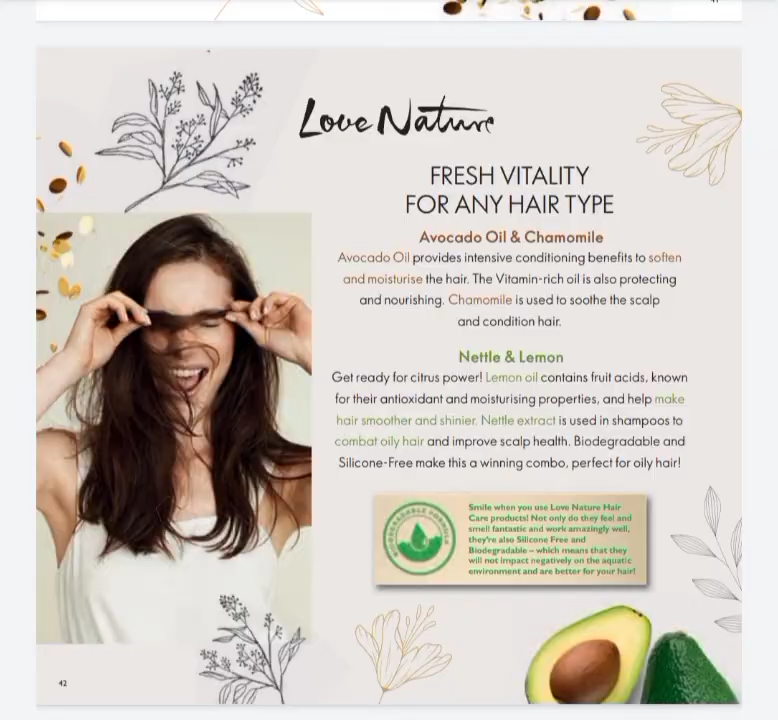 Love Nature
FRESH VITALITY
FOR ANY HAIR TYPE
Avocado Oil & Chamomile
Avocado Oil provides intensive conditioning benefits to soften
and moisturise the hair. The Vitamin-rich oil is also protecting
and nourishing. Chamomile is used to soothe the scalp
and condition hair.
Nettle & Lemon
Get ready for citrus power! Lemon oil contains fruit acids, known
for their antioxidant and moisturising properties, and help make
hair smoother and shinier. Nettle extract is used in shampoos to
combat oily hair and improve scalp health. Biodegradable and
Silicone-Free make this a winning combo, perfect for oily hair!
BIODEGRADABLE FORMULA
Smile when you use Love Nature Hair
Care products! Not only do they feel and
smell fantastic and work amazingly well,
they're also Silicone Free and
Biodegradable – which means that they
will not impact negatively on the aquatic
environment and are better for your hair!
42